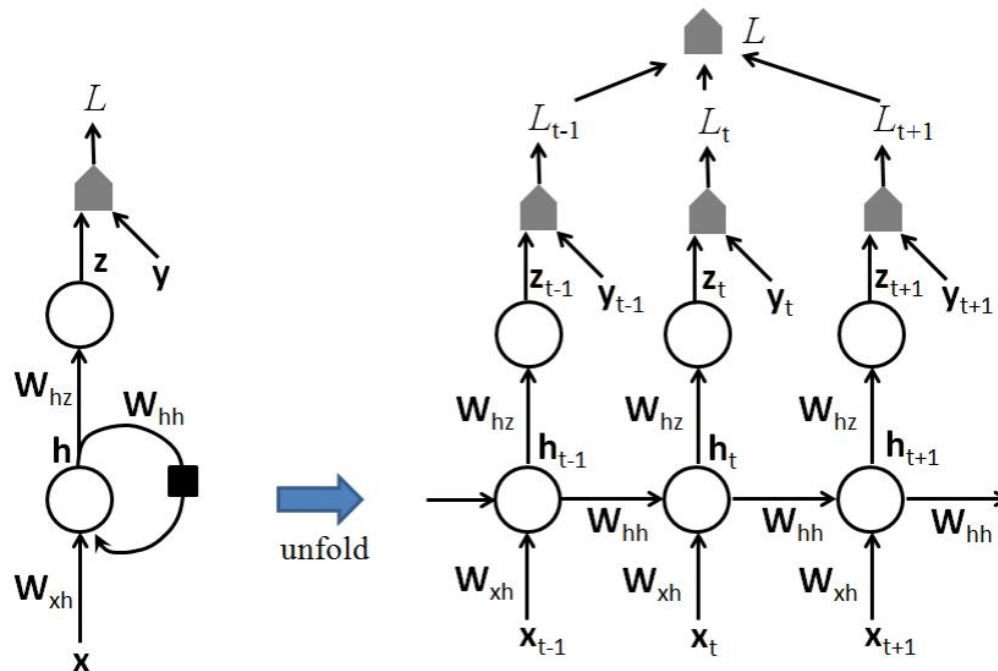 L
z
y
W_hz
W_hh
h
W_xh
x
unfold
L
L_t-1 L_t L_t+1
z_t-1 z_t z_t+1
y_t-1 y_t y_t+1
W_hz W_hz W_hz
h_t-1 h_t h_t+1
W_hh W_hh W_hh
W_xh W_xh W_xh
x_t-1 x_t x_t+1